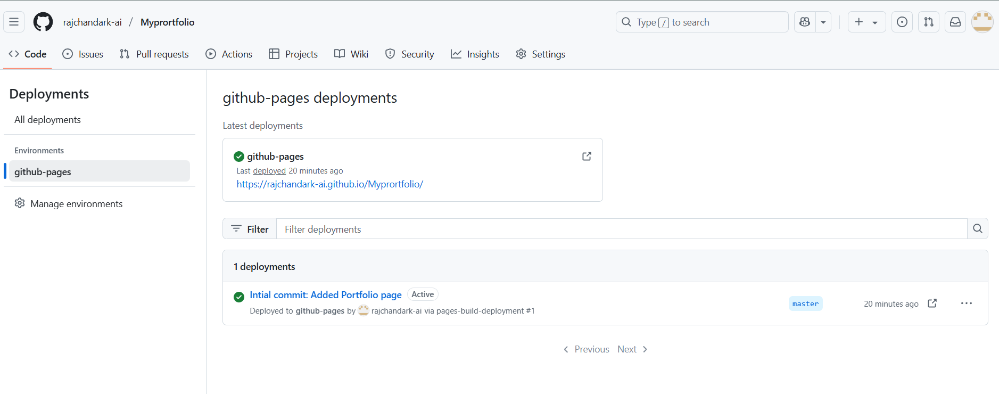 rajchandark-ai / Myprortfolio
Type / to search
Code Issues Pull requests Actions Projects Wiki Security Insights Settings
Deployments
All deployments
Environments
github-pages
Manage environments
github-pages deployments
Latest deployments
github-pages
Last deployed 20 minutes ago
https://rajchandark-ai.github.io/Myprortfolio/
Filter Filter deployments
1 deployments
Intial commit: Added Portfolio page Active
Deployed to github-pages by rajchandark-ai via pages-build-deployment #1
master 20 minutes ago
Previous Next